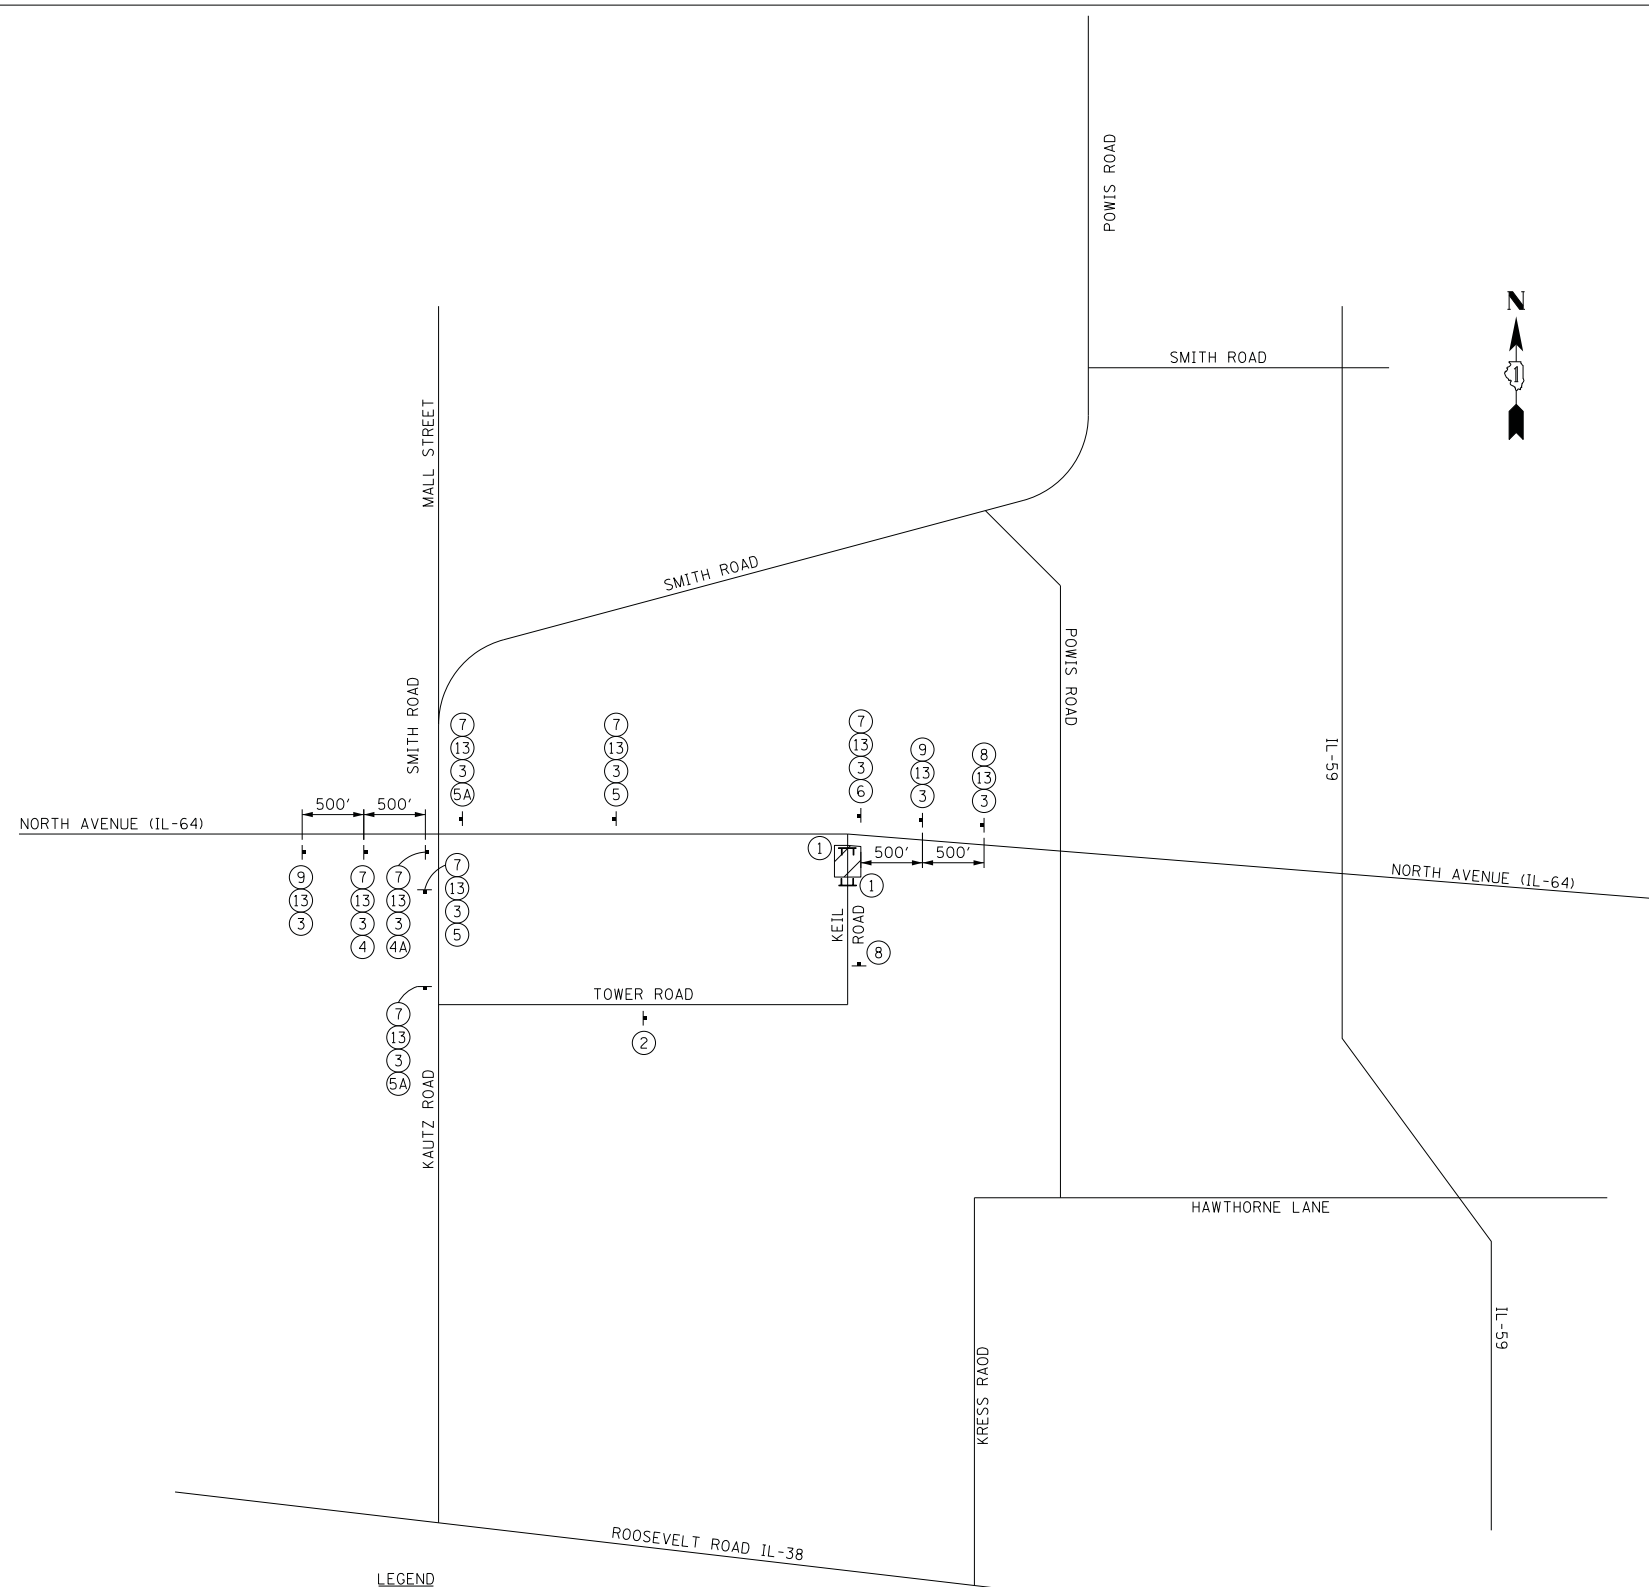 POWIS ROAD
N
1
SMITH ROAD
MALL STREET
SMITH ROAD
POWIS ROAD
SMITH ROAD
IL-59
7
13
3
5A
7
13
3
5
7
13
3
6
9
13
3
8
13
3
500'
500'
NORTH AVENUE (IL-64)
1
500'
500'
NORTH AVENUE (IL-64)
9
13
3
7
13
3
4
7
13
3
4A
7
13
3
5
1
KEIL
ROAD
8
TOWER ROAD
7
13
3
5A
2
KAUTZ ROAD
HAWTHORNE LANE
IL-59
KRESS RAOD
ROOSEVELT ROAD IL-38
LEGEND